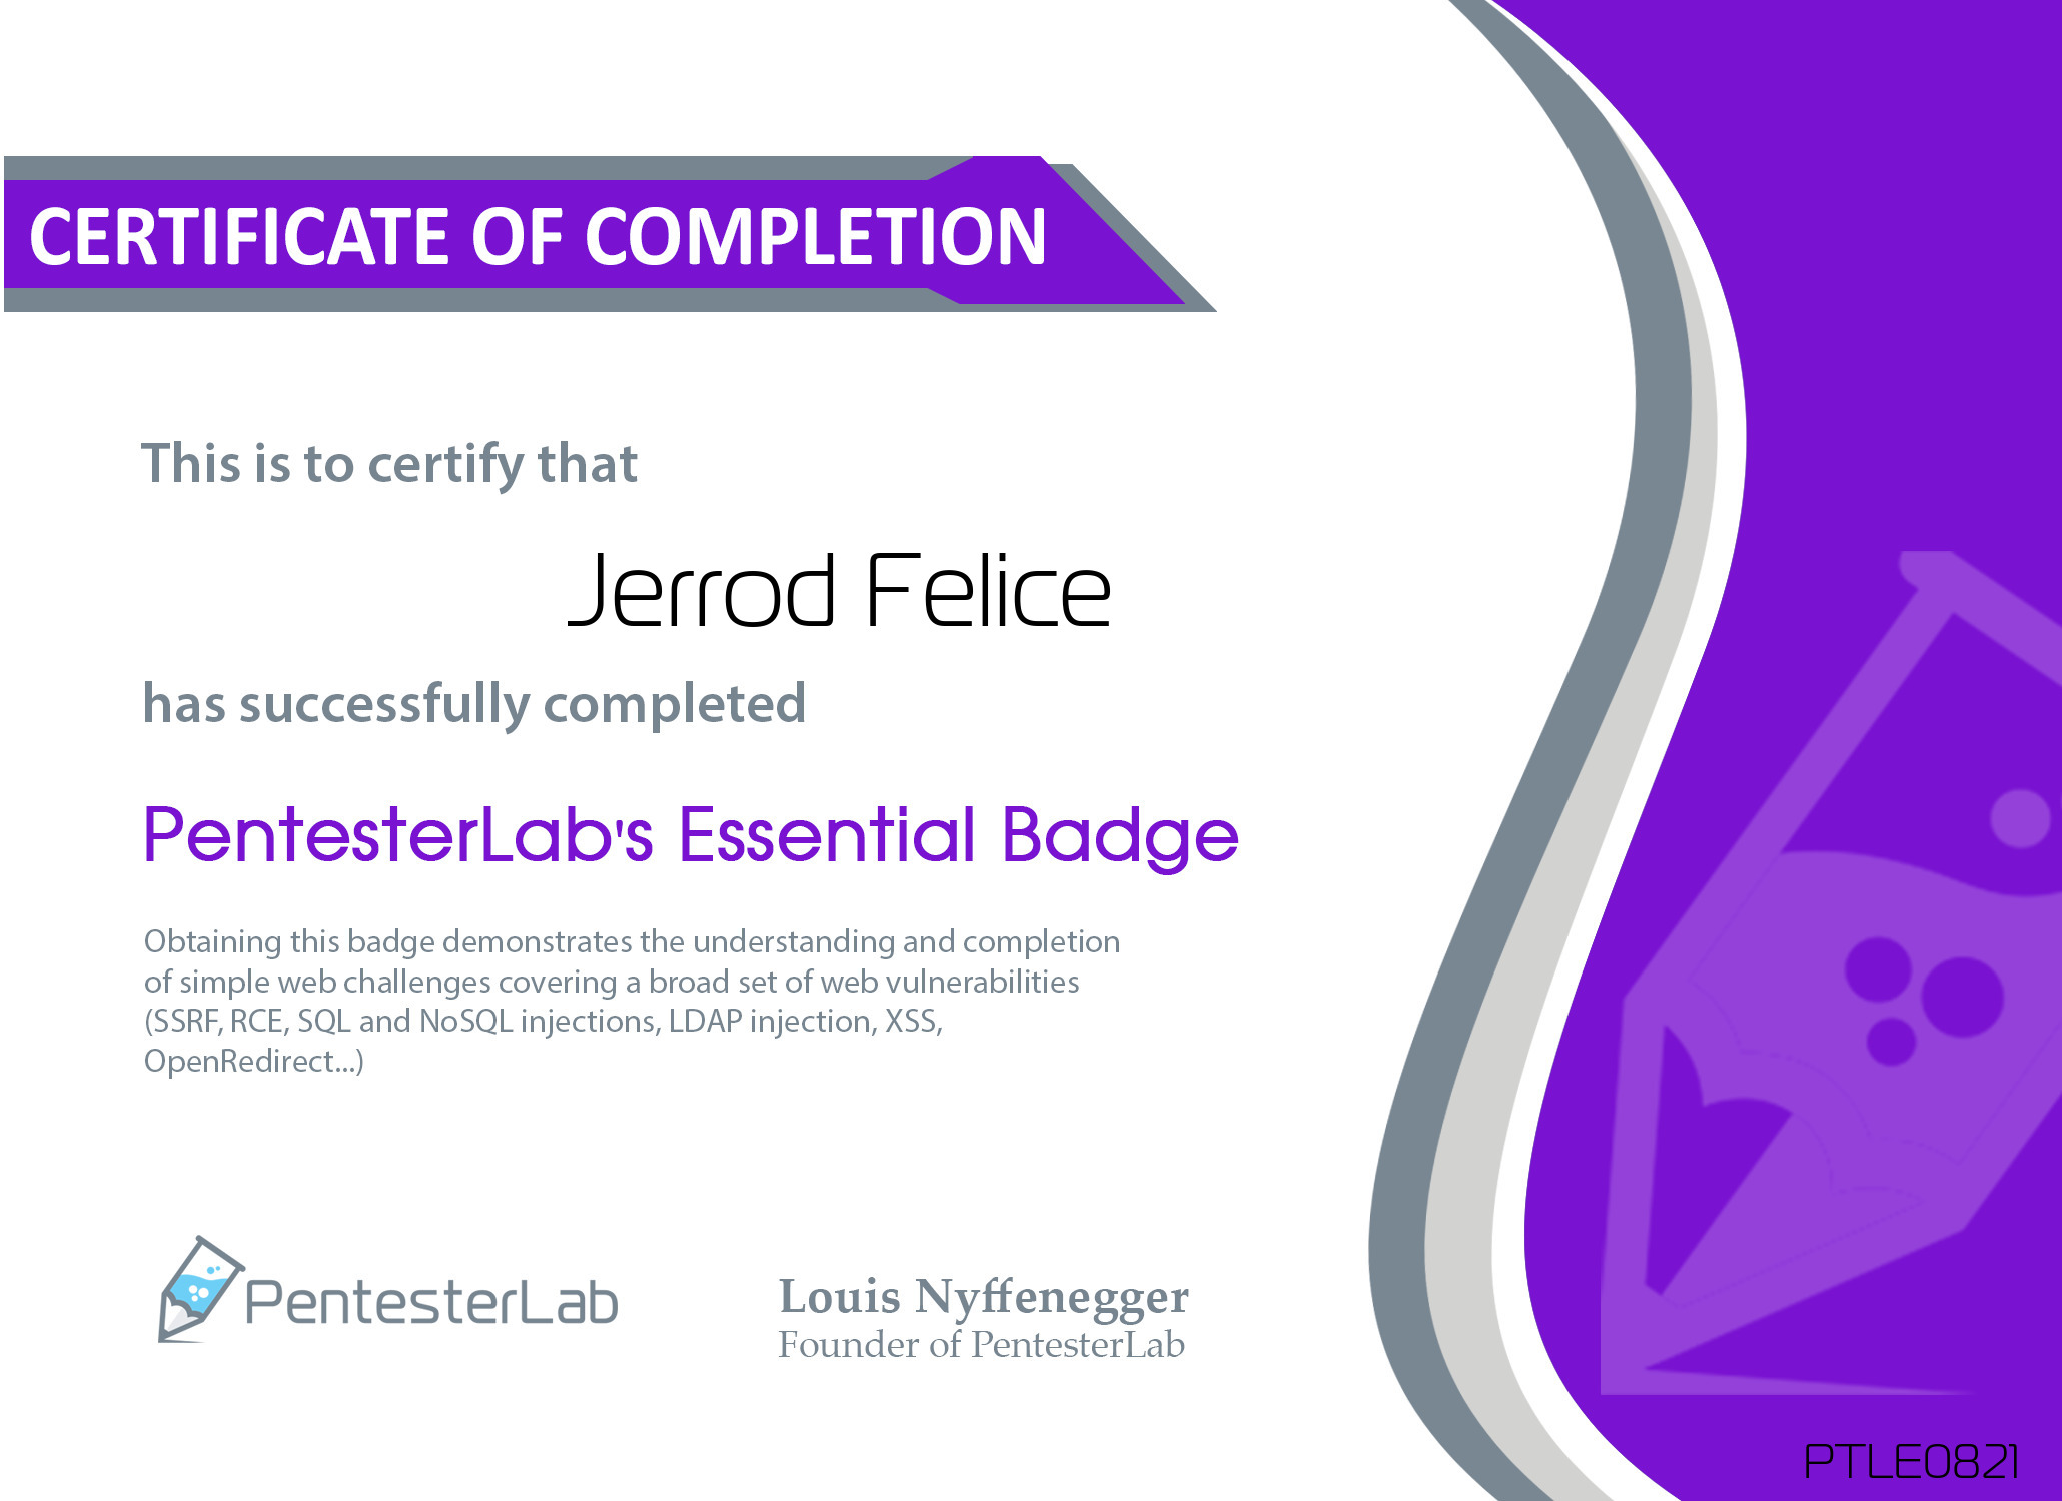 CERTIFICATE OF COMPLETION
This is to certify that
Jerrod Felice
has successfully completed
PentesterLab's Essential Badge
Obtaining this badge demonstrates the understanding and completion
of simple web challenges covering a broad set of web vulnerabilities
(SSRF, RCE, SQL and NoSQL injections, LDAP injection, XSS,
OpenRedirect...)
PentesterLab
Louis Nyffenegger
Founder of PentesterLab
PTLE0821